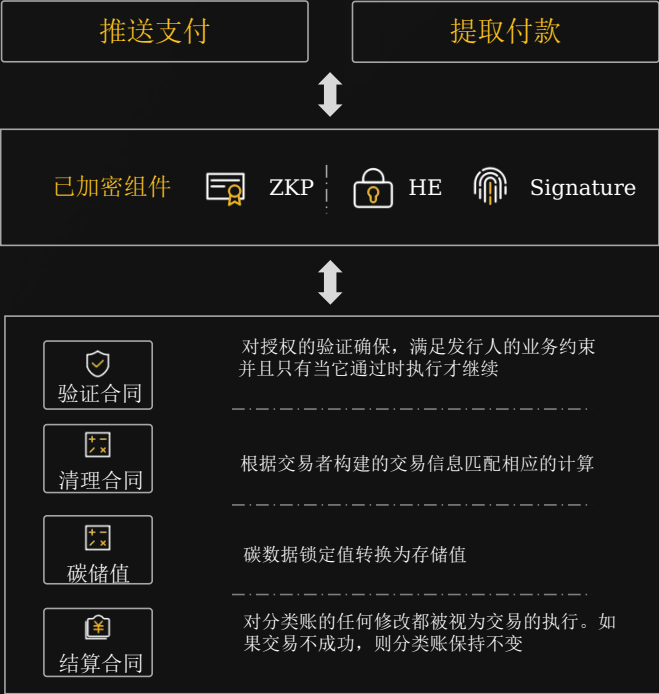 推送支付
提取付款
已加密组件
ZKP
HE
Signature
验证合同
对授权的验证确保，满足发行人的业务约束
并且只有当它通过时执行才继续
清理合同
根据交易者构建的交易信息匹配相应的计算
碳储值
碳数据锁定值转换为存储值
结算合同
对分类账的任何修改都被视为交易的执行。如
果交易不成功，则分类账保持不变